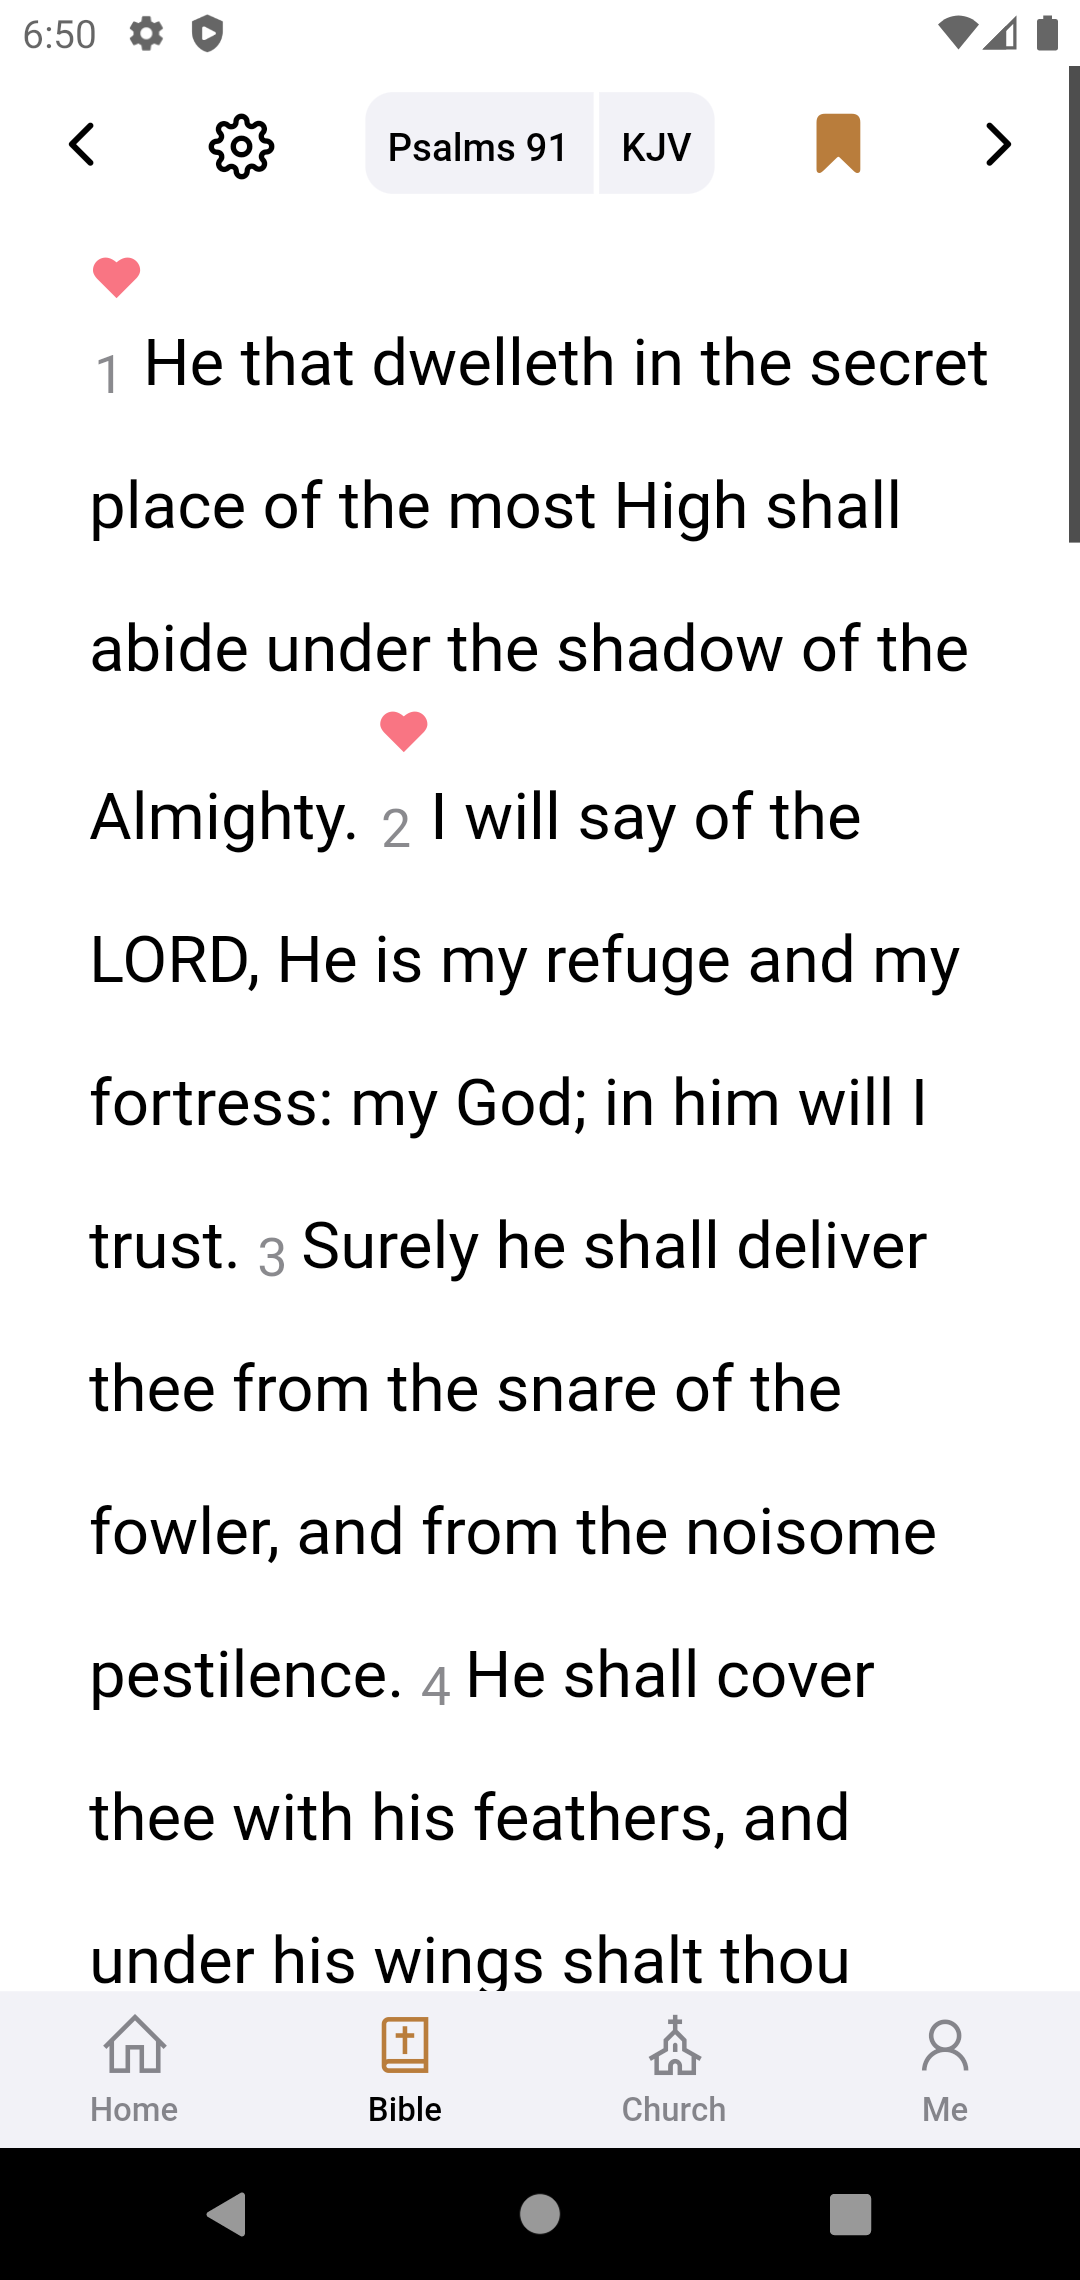 6:50
Psalms 91 KJV
1 He that dwelleth in the secret
place of the most High shall
abide under the shadow of the
Almighty. 2 I will say of the
LORD, He is my refuge and my
fortress: my God; in him will I
trust. 3 Surely he shall deliver
thee from the snare of the
fowler, and from the noisome
pestilence. 4 He shall cover
thee with his feathers, and
under his wings shalt thou
Home Bible Church Me